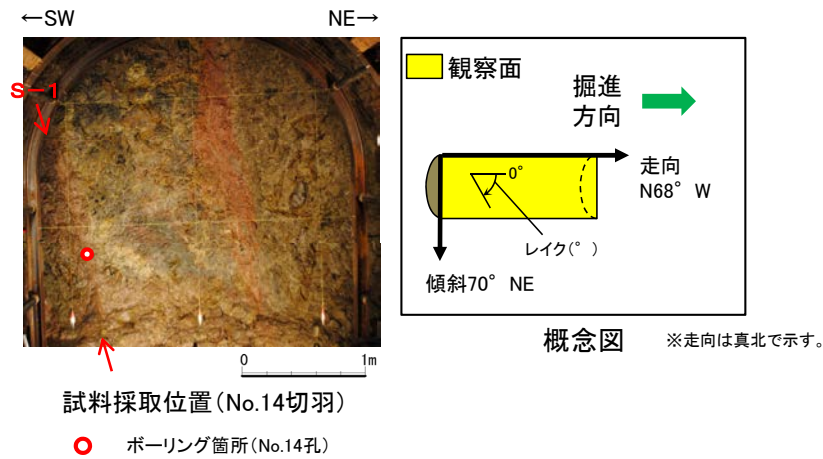 ←SW
NE→
S－1
0
1m
試料採取位置(No.14切羽)
ボーリング箇所(No.14孔)
観察面
掘進
方向
0°
走向
N68° W
レイク(° )
傾斜70° NE
概念図
※走向は真北で示す。